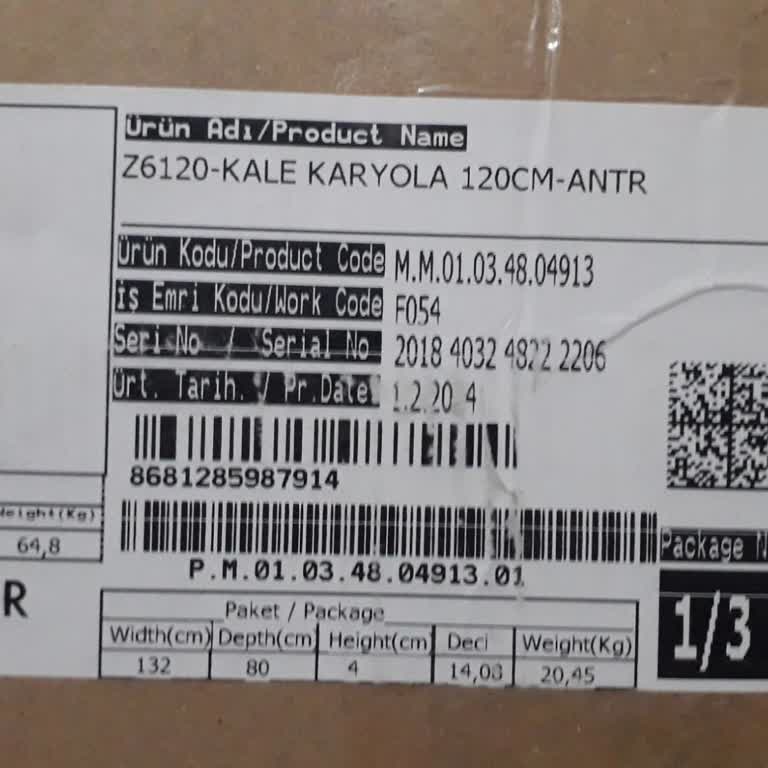 Ürün Adı/Product Name
Z6120-KALE KARYOLA 120CM-ANTR
Ürün Kodu/Product Code M.M.01.03.48.04913
İş Emri Kodu/Work Code F054
Seri No / Serial No 2018 4032 4822 2206
Ürt. Tarih. / Pr.Date
8681285987914
P.M.01.03.48.04913.01
Weight(Kg)
64,8
R
Paket / Package
Width(cm) Depth(cm) Height(cm) Deci Weight(Kg)
132 80 4 14,08 20,45
Package
1/3